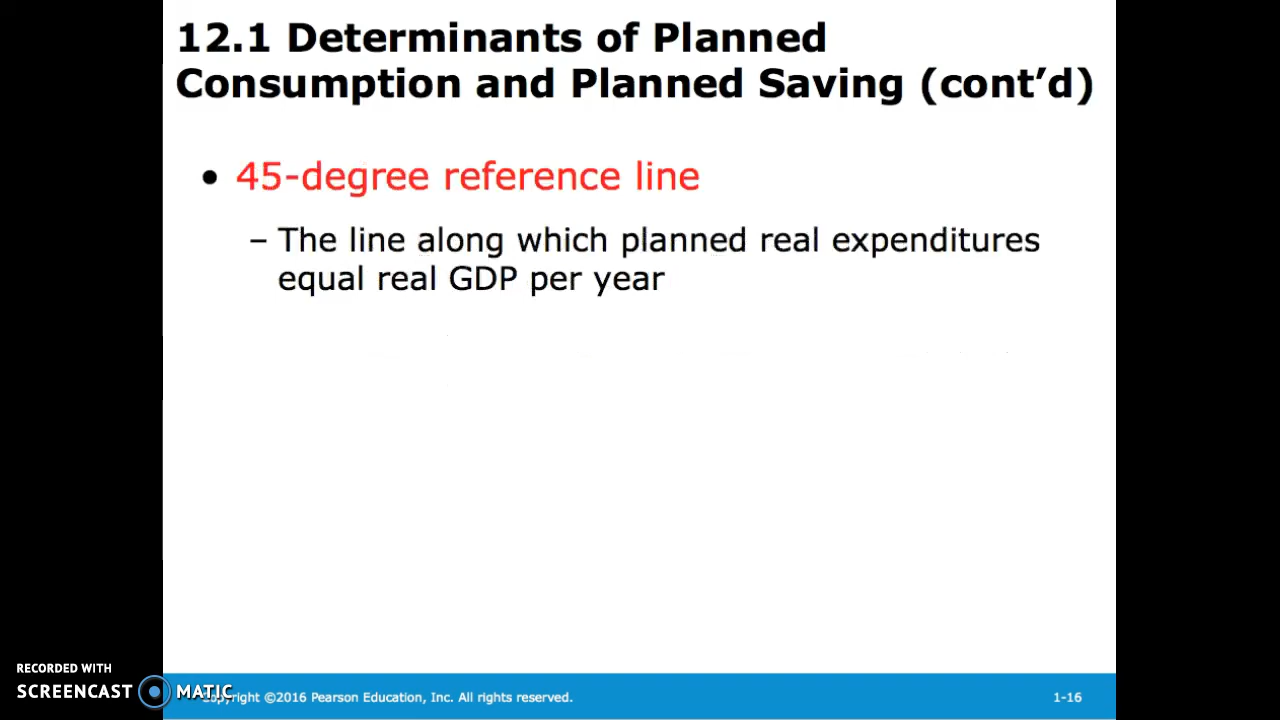 12.1 Determinants of Planned
Consumption and Planned Saving (cont’d)
• 45-degree reference line
– The line along which planned real expenditures
equal real GDP per year
RECORDED WITH
SCREENCAST MATIC
Copyright ©2016 Pearson Education, Inc. All rights reserved.
1-16